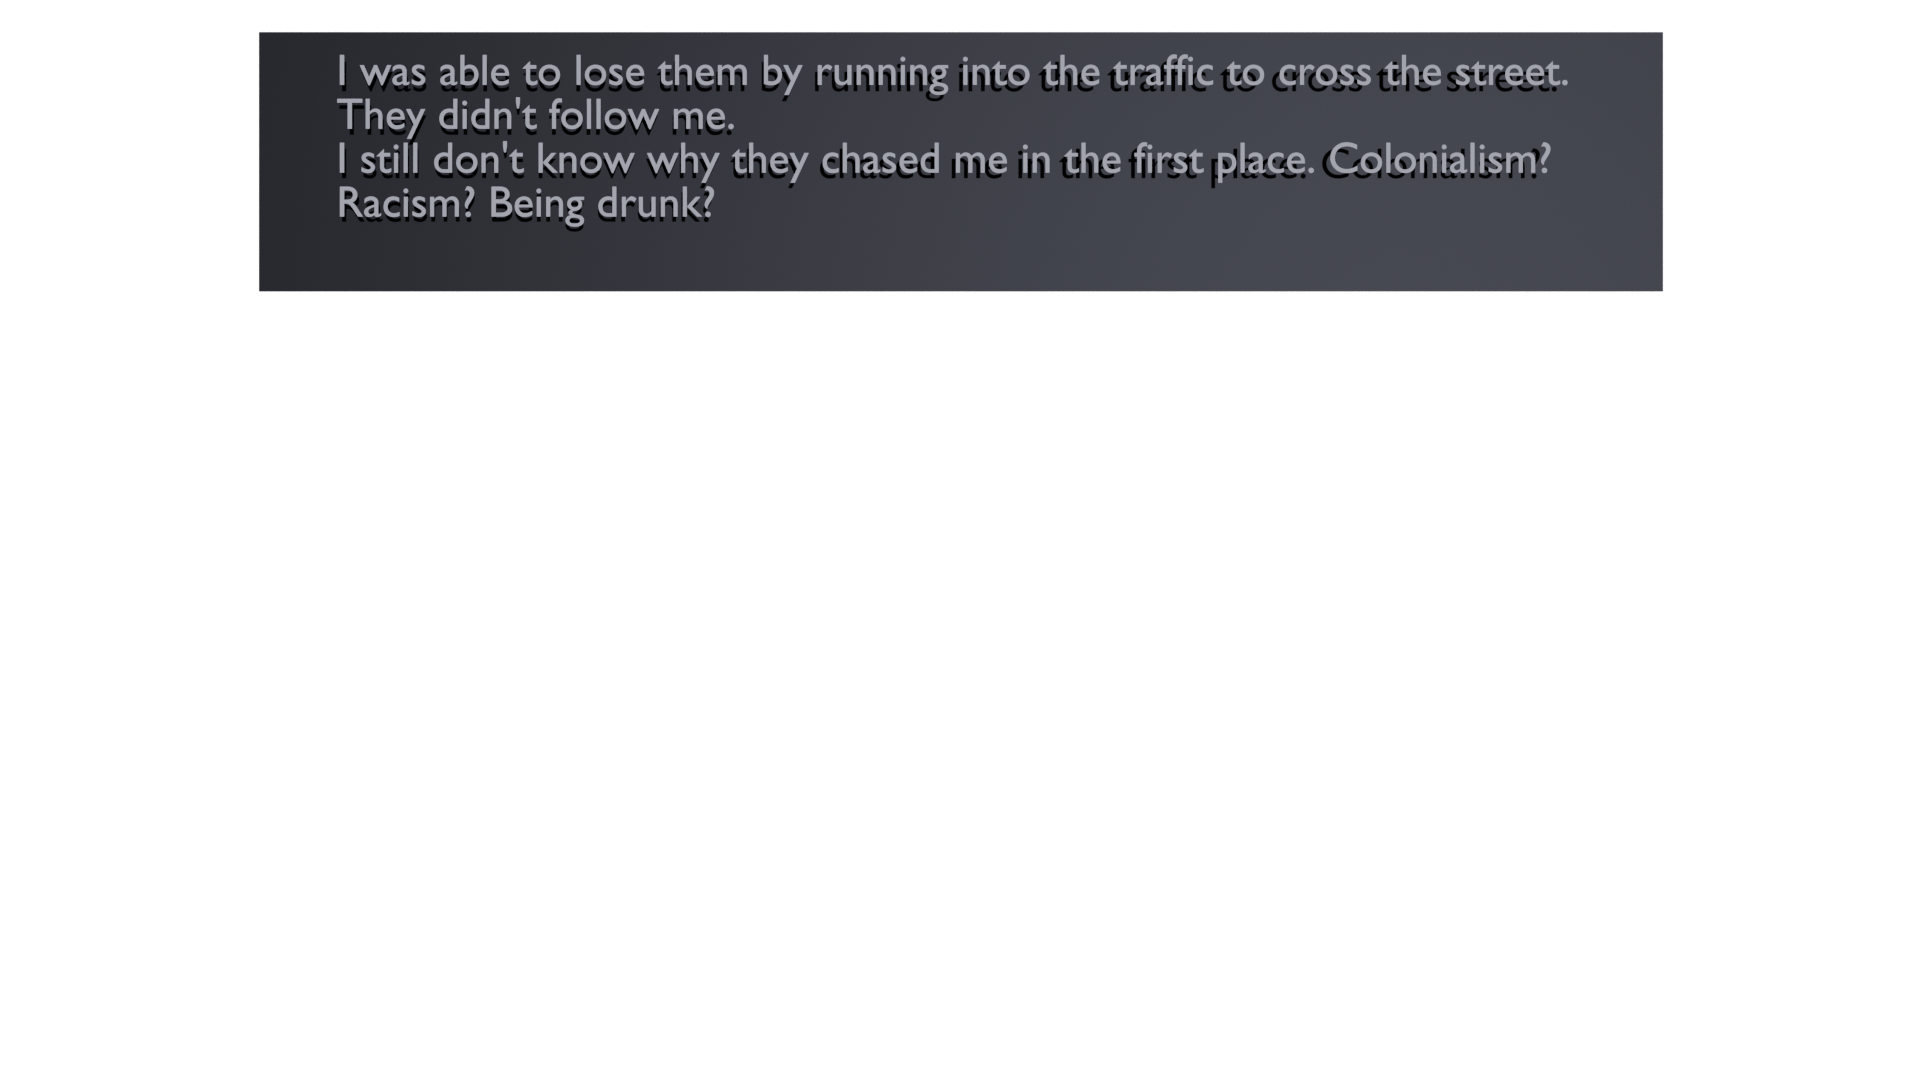 I was able to lose them by running into the traffic to cross the street.
They didn't follow me.
I still don't know why they chased me in the first place. Colonialism?
Racism? Being drunk?